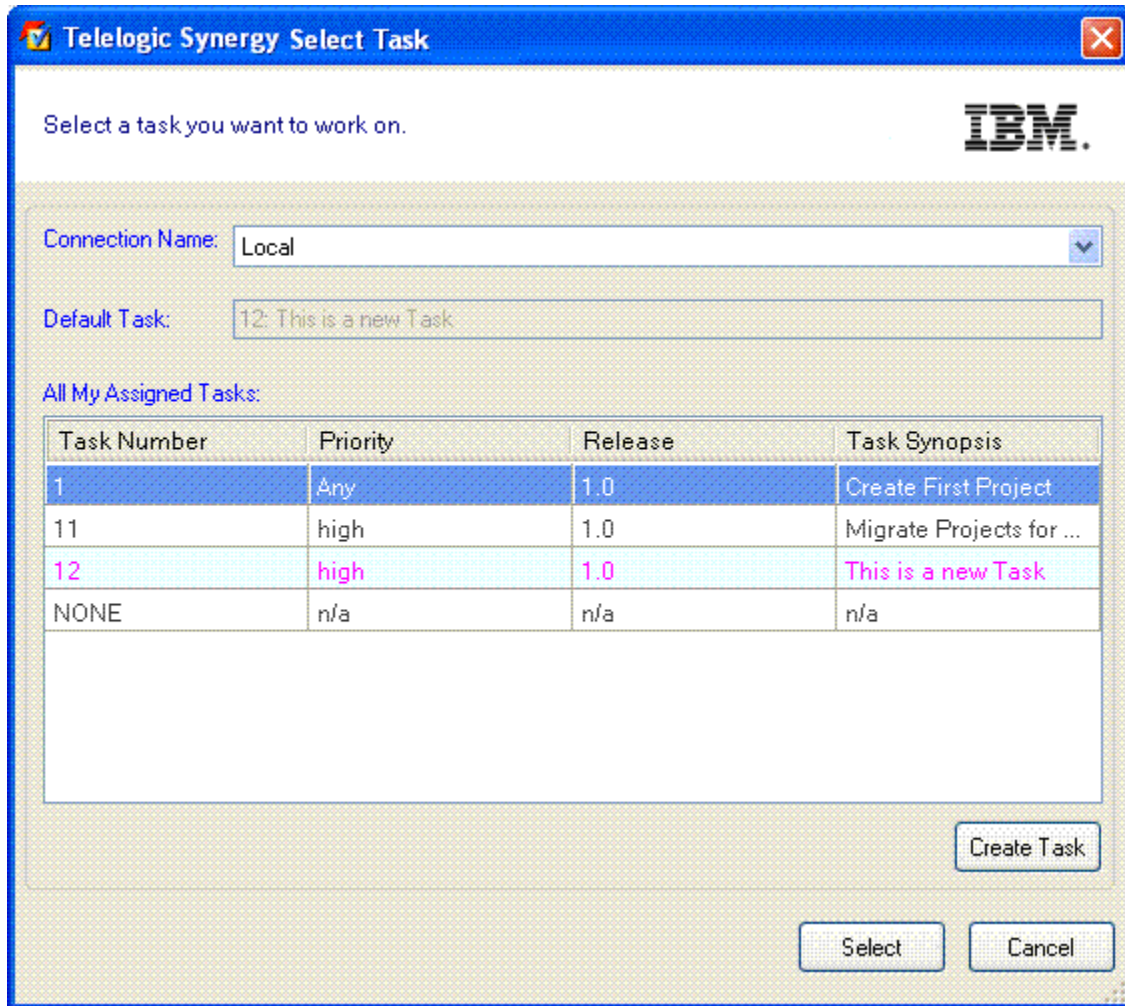 Telelogic Synergy Select Task
Select a task you want to work on.
IBM.
Connection Name: Local
Default Task: 12: This is a new Task
All My Assigned Tasks:
Task Number Priority Release Task Synopsis
1 Any 1.0 Create First Project
11 high 1.0 Migrate Projects for ...
12 high 1.0 This is a new Task
NONE n/a n/a n/a
Create Task
Select Cancel